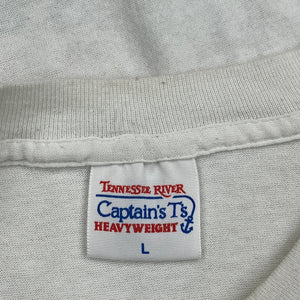 TENNESSEE RIVER
Captain's T's
HEAVYWEIGHT
L